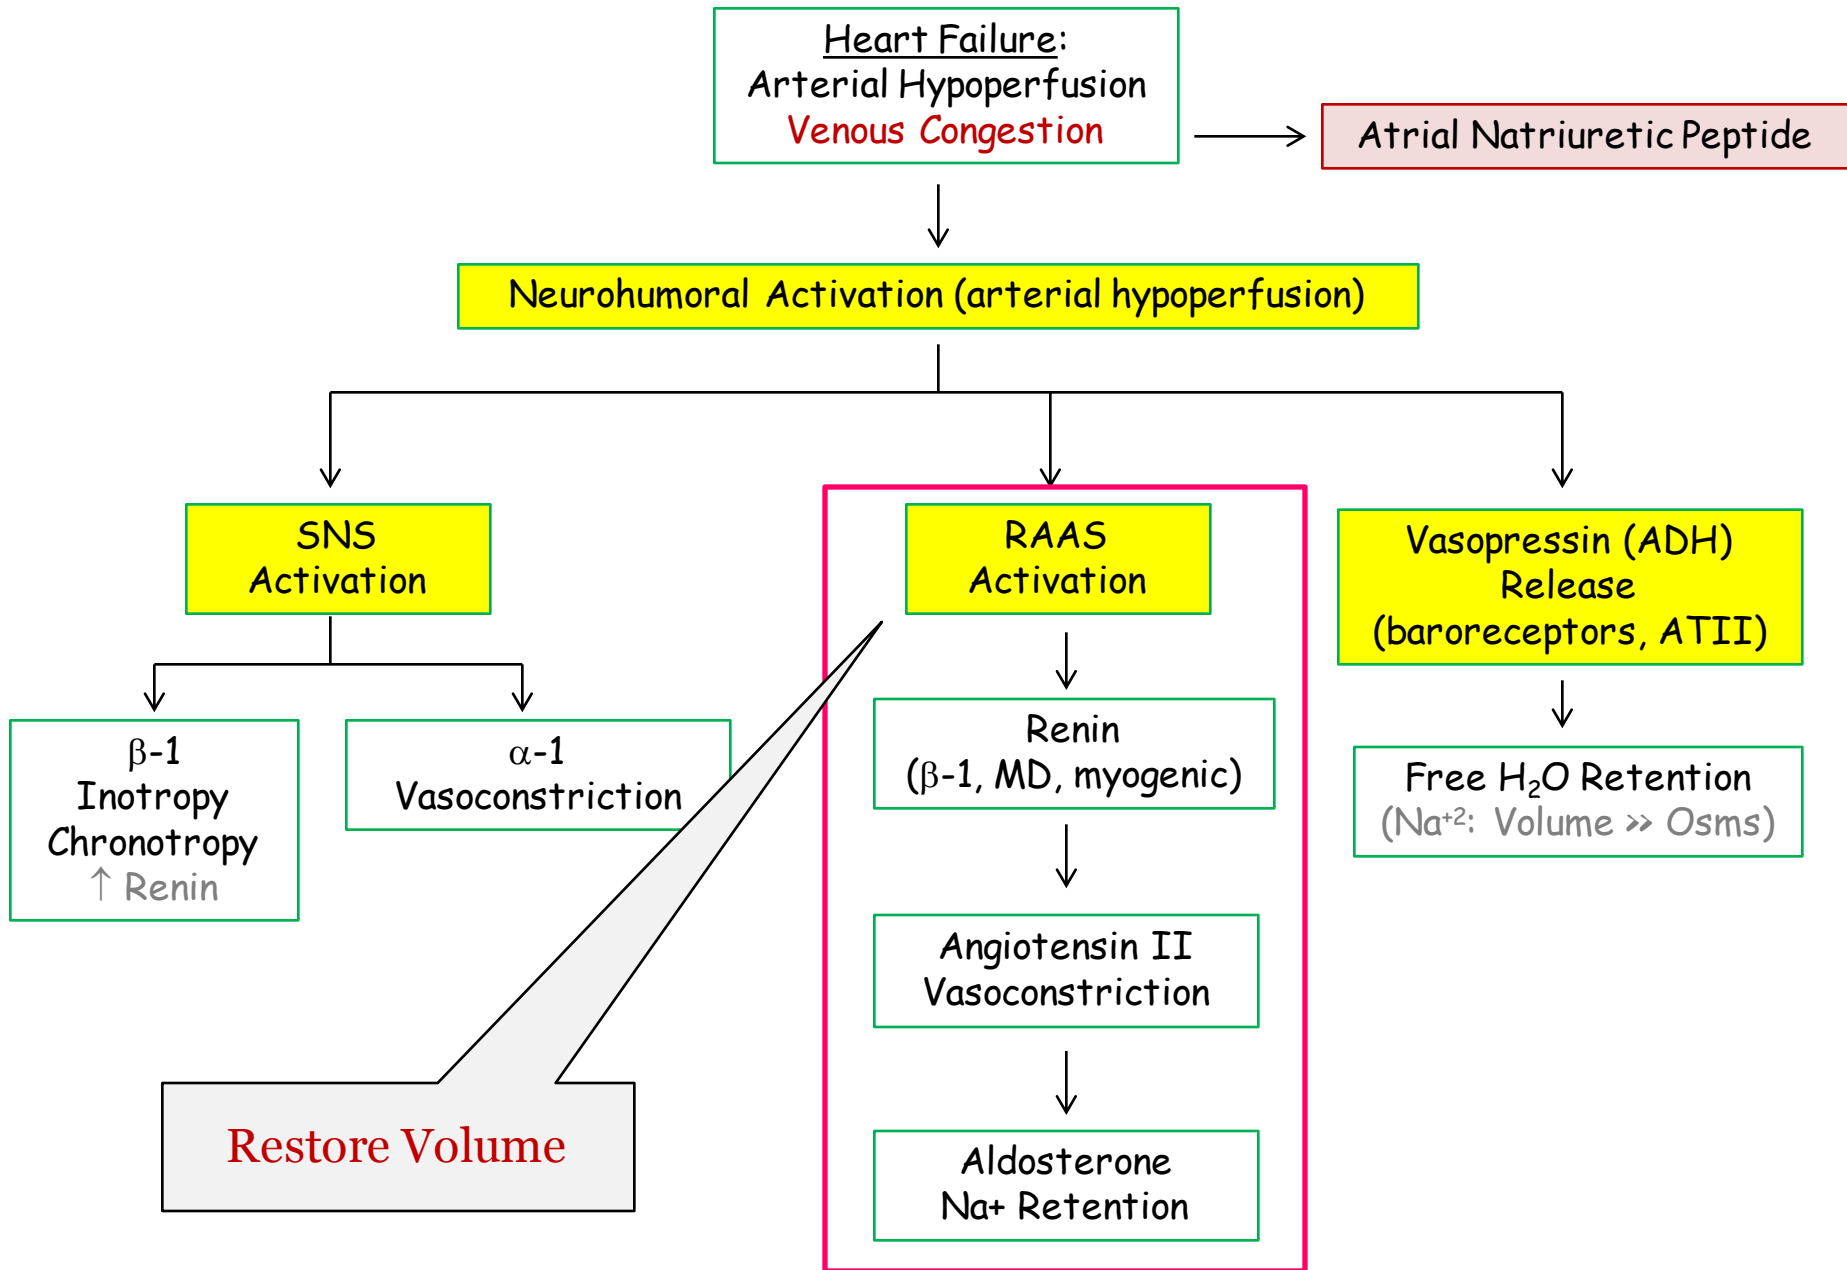 Heart Failure:
Arterial Hypoperfusion
Venous Congestion
Atrial Natriuretic Peptide
Neurohumoral Activation (arterial hypoperfusion)
SNS
Activation
RAAS
Activation
Vasopressin (ADH)
Release
(baroreceptors, ATII)
β-1
Inotropy
Chronotropy
↑ Renin
α-1
Vasoconstriction
Renin
(β-1, MD, myogenic)
Free H₂O Retention
(Na⁺²: Volume >> Osms)
Angiotensin II
Vasoconstriction
Restore Volume
Aldosterone
Na+ Retention